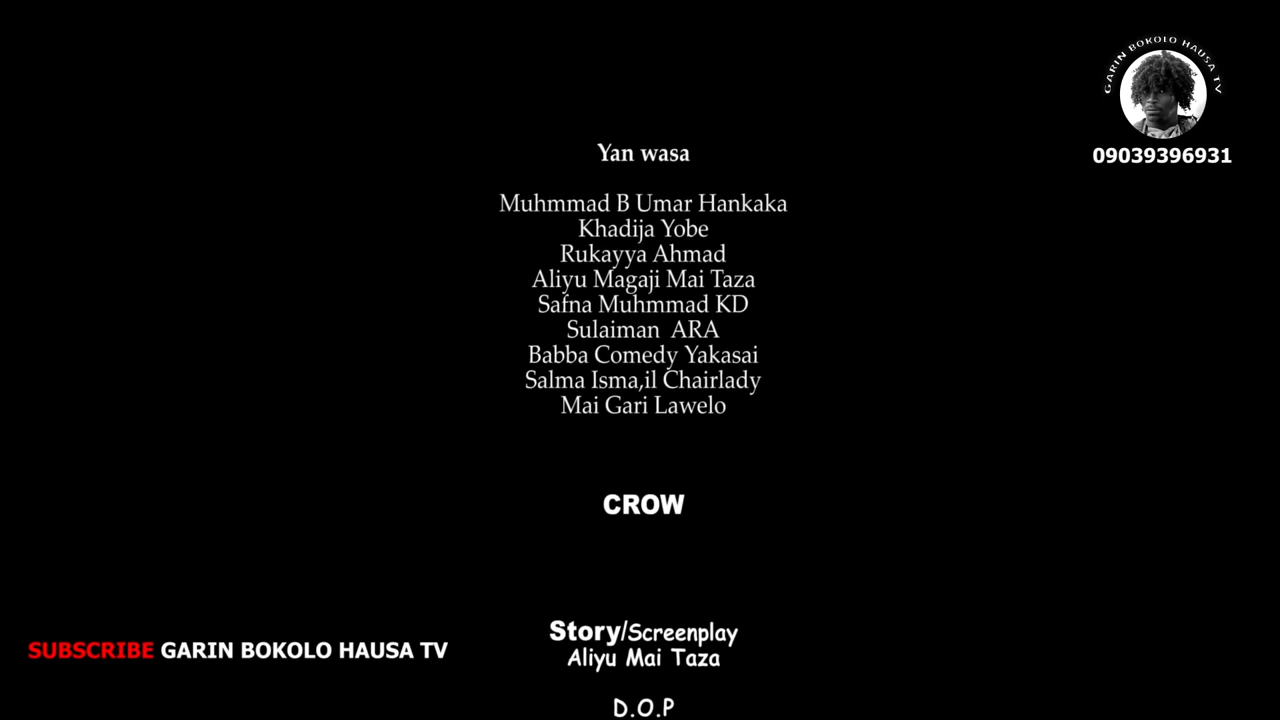 GARIN BOKOLO HAUSA TV
09039396931
Yan wasa
Muhmmad B Umar Hankaka
Khadija Yobe
Rukayya Ahmad
Aliyu Magaji Mai Taza
Safna Muhmmad KD
Sulaiman ARA
Babba Comedy Yakasai
Salma Isma,il Chairlady
Mai Gari Lawelo
CROW
Story/Screenplay
Aliyu Mai Taza
SUBSCRIBE GARIN BOKOLO HAUSA TV
D.O.P